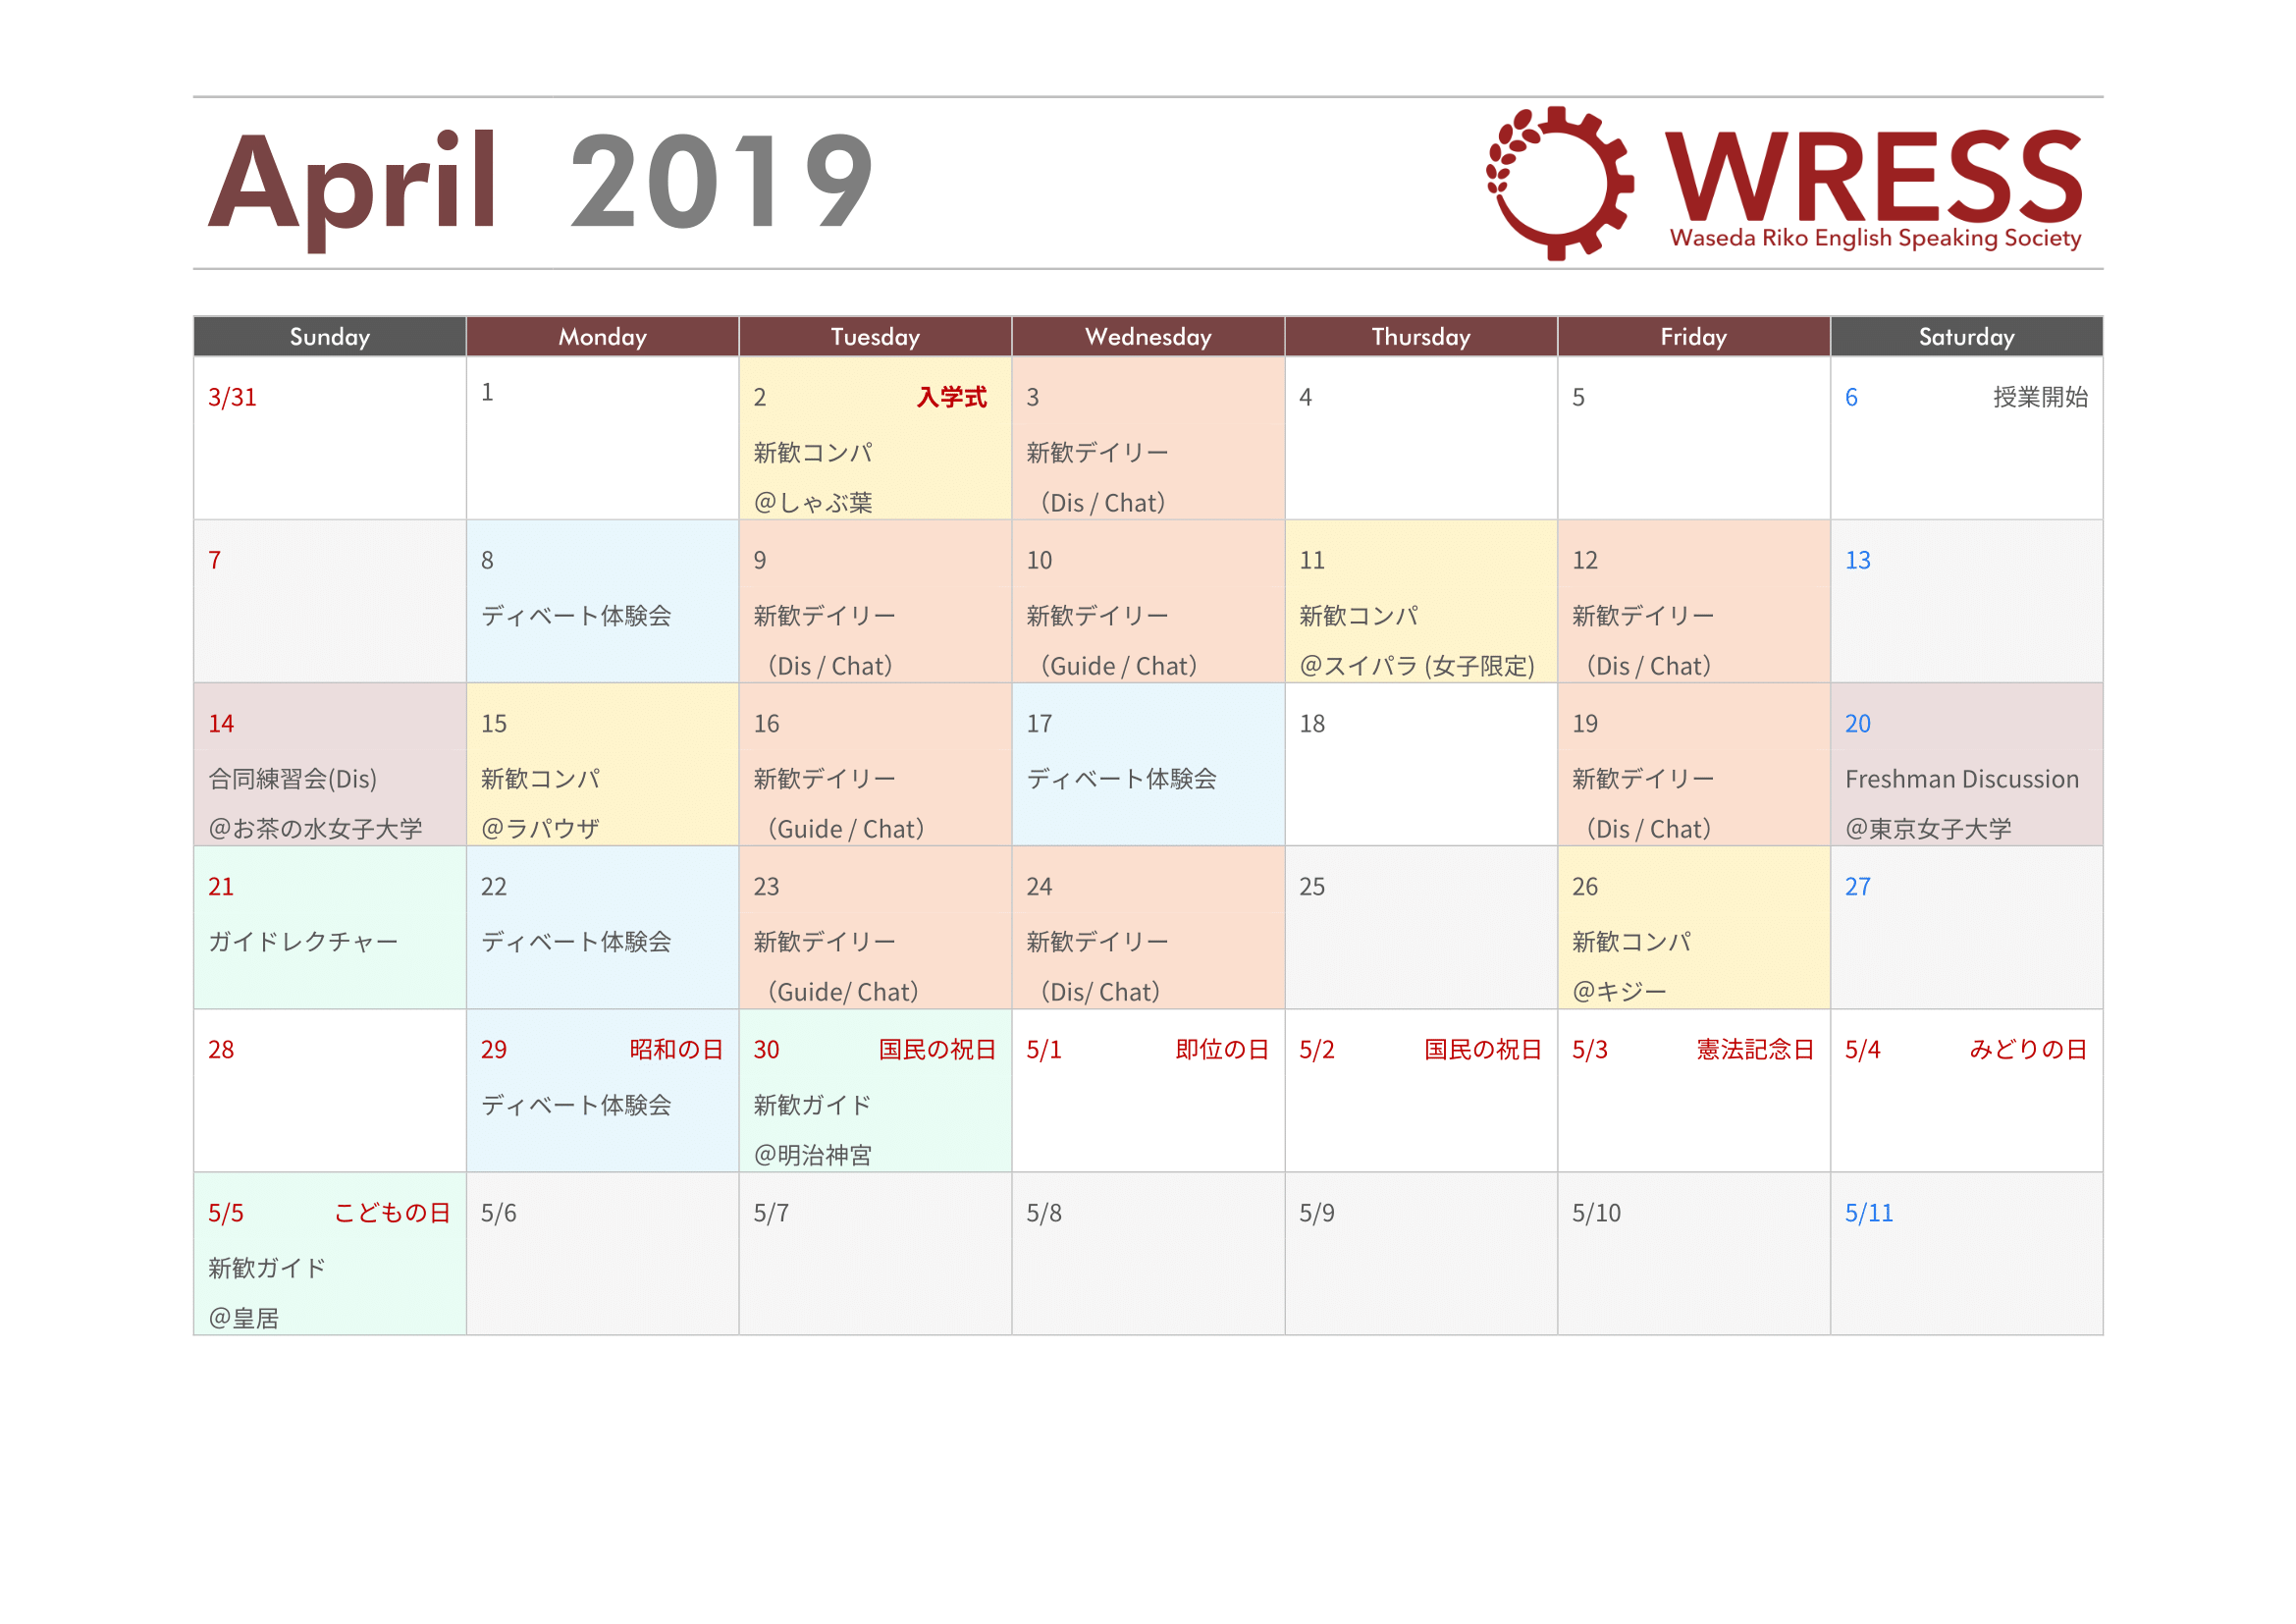 April 2019
WRESS
Waseda Riko English Speaking Society
Sunday Monday Tuesday Wednesday Thursday Friday Saturday
3/31
1
2 入学式
新歓コンパ
@しゃぶ葉
3
新歓デイリー
（Dis / Chat）
4
5
6 授業開始
7
8
ディベート体験会
9
新歓デイリー
（Dis / Chat）
10
新歓デイリー
（Guide / Chat）
11
新歓コンパ
@スイパラ (女子限定)
12
新歓デイリー
（Dis / Chat）
13
14
合同練習会(Dis)
@お茶の水女子大学
15
新歓コンパ
@ラパウザ
16
新歓デイリー
（Guide / Chat）
17
ディベート体験会
18
19
新歓デイリー
（Dis / Chat）
20
Freshman Discussion
@東京女子大学
21
ガイドレクチャー
22
ディベート体験会
23
新歓デイリー
（Guide/ Chat）
24
新歓デイリー
（Dis/ Chat）
25
26
新歓コンパ
@キジー
27
28
29 昭和の日
ディベート体験会
30 国民の祝日
新歓ガイド
@明治神宮
5/1 即位の日
5/2 国民の祝日
5/3 憲法記念日
5/4 みどりの日
5/5 こどもの日
新歓ガイド
@皇居
5/6
5/7
5/8
5/9
5/10
5/11